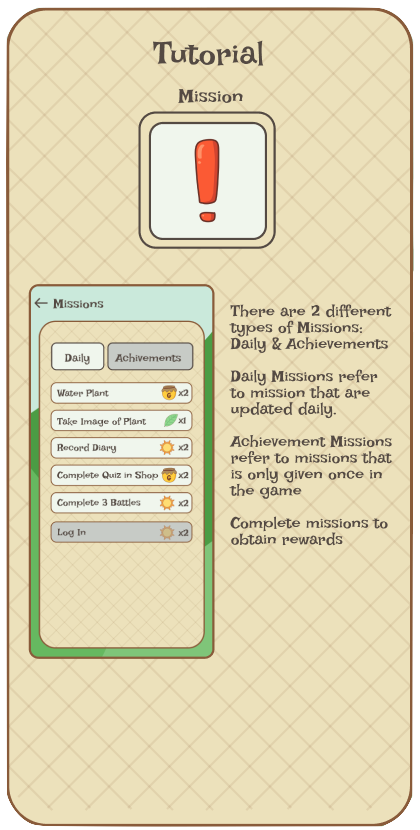 Tutorial
Mission
← Missions
Daily
Achivements
Water Plant x2
Take Image of Plant x1
Record Diary x2
Complete Quiz in Shop x2
Complete 3 Battles x2
Log In x2
There are 2 different
types of Missions:
Daily & Achievements
Daily Missions refer
to mission that are
updated daily.
Achievement Missions
refer to missions that
is only given once in
the game
Complete missions to
obtain rewards